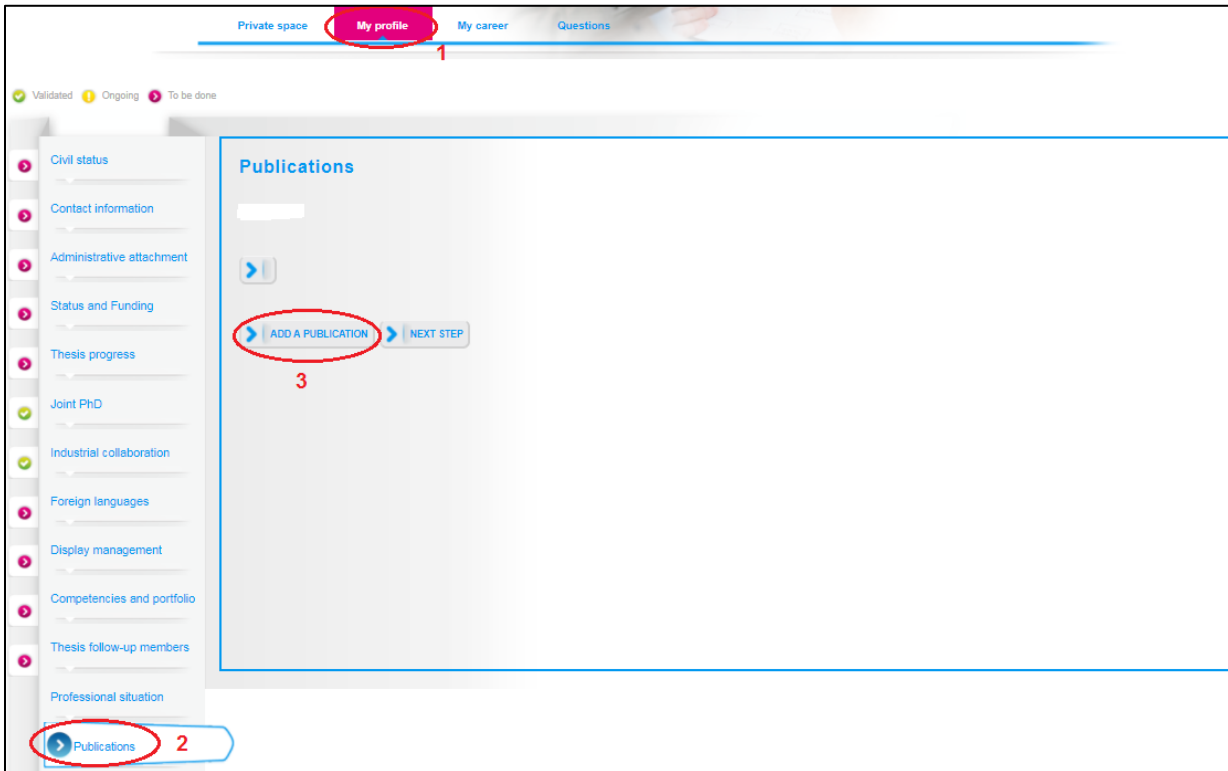 Private space My profile My career Questions
1
Validated Ongoing To be done
Civil status
Contact information
Administrative attachment
Status and Funding
Thesis progress
Joint PhD
Industrial collaboration
Foreign languages
Display management
Competencies and portfolio
Thesis follow-up members
Professional situation
Publications 2
Publications
ADD A PUBLICATION NEXT STEP
3